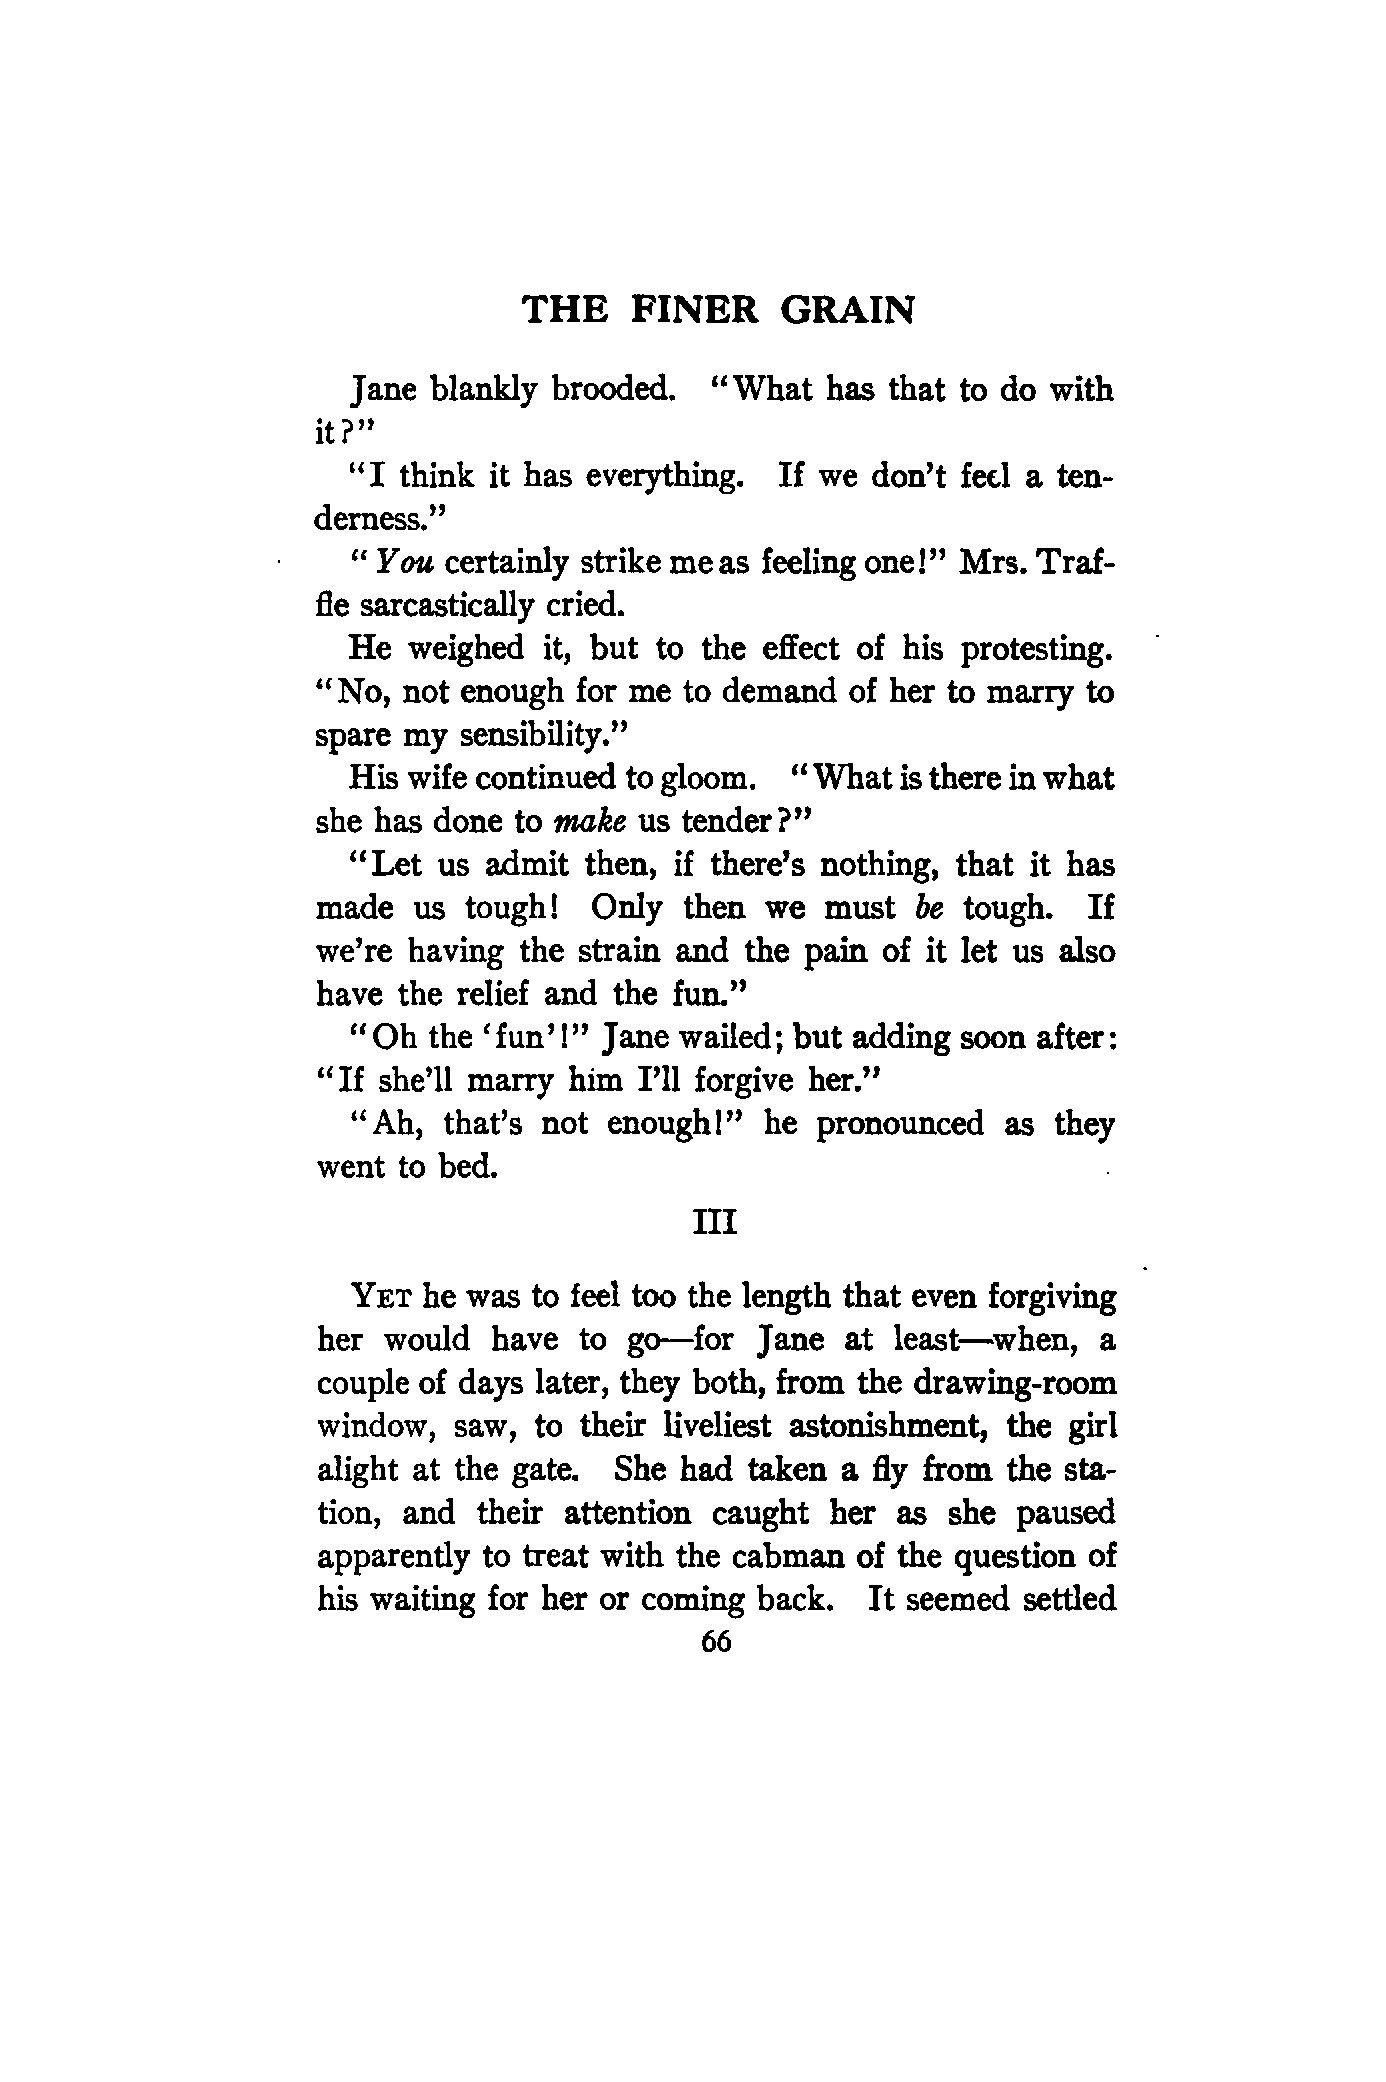 THE FINER GRAIN
Jane blankly brooded. “What has that to do with
it?”
“I think it has everything. If we don’t feel a ten-
derness.”
“You certainly strike me as feeling one!” Mrs. Traf-
fle sarcastically cried.
He weighed it, but to the effect of his protesting.
“No, not enough for me to demand of her to marry to
spare my sensibility.”
His wife continued to gloom. “What is there in what
she has done to make us tender?”
“Let us admit then, if there’s nothing, that it has
made us tough! Only then we must be tough. If
we’re having the strain and the pain of it let us also
have the relief and the fun.”
“Oh the ‘fun’!” Jane wailed; but adding soon after:
“If she’ll marry him I’ll forgive her.”
“Ah, that’s not enough!” he pronounced as they
went to bed.
III
YET he was to feel too the length that even forgiving
her would have to go—for Jane at least—when, a
couple of days later, they both, from the drawing-room
window, saw, to their liveliest astonishment, the girl
alight at the gate. She had taken a fly from the sta-
tion, and their attention caught her as she paused
apparently to treat with the cabman of the question of
his waiting for her or coming back. It seemed settled
66